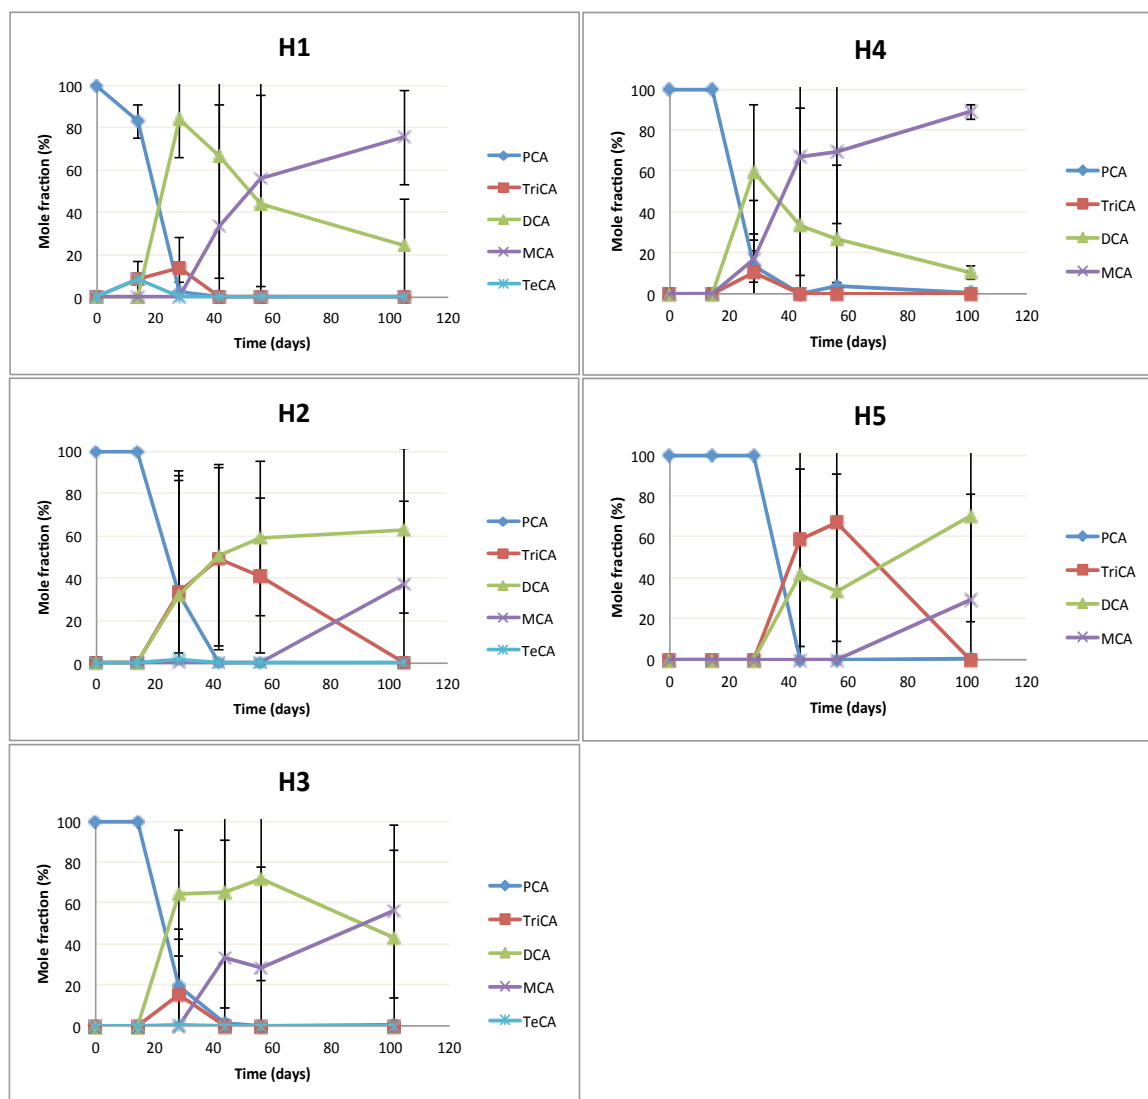 H1
Mole fraction (%)
100
80
60
40
20
0
0 20 40 60 80 100 120
Time (days)
PCA
TriCA
DCA
MCA
TeCA
H4
Mole fraction (%)
100
80
60
40
20
0
0 20 40 60 80 100 120
Time (days)
PCA
TriCA
DCA
MCA
H2
Mole fraction (%)
100
80
60
40
20
0
0 20 40 60 80 100 120
Time (days)
PCA
TriCA
DCA
MCA
TeCA
H5
Mole fraction (%)
100
80
60
40
20
0
0 20 40 60 80 100 120
Time (days)
PCA
TriCA
DCA
MCA
H3
Mole fraction (%)
100
80
60
40
20
0
0 20 40 60 80 100 120
Time (days)
PCA
TriCA
DCA
MCA
TeCA